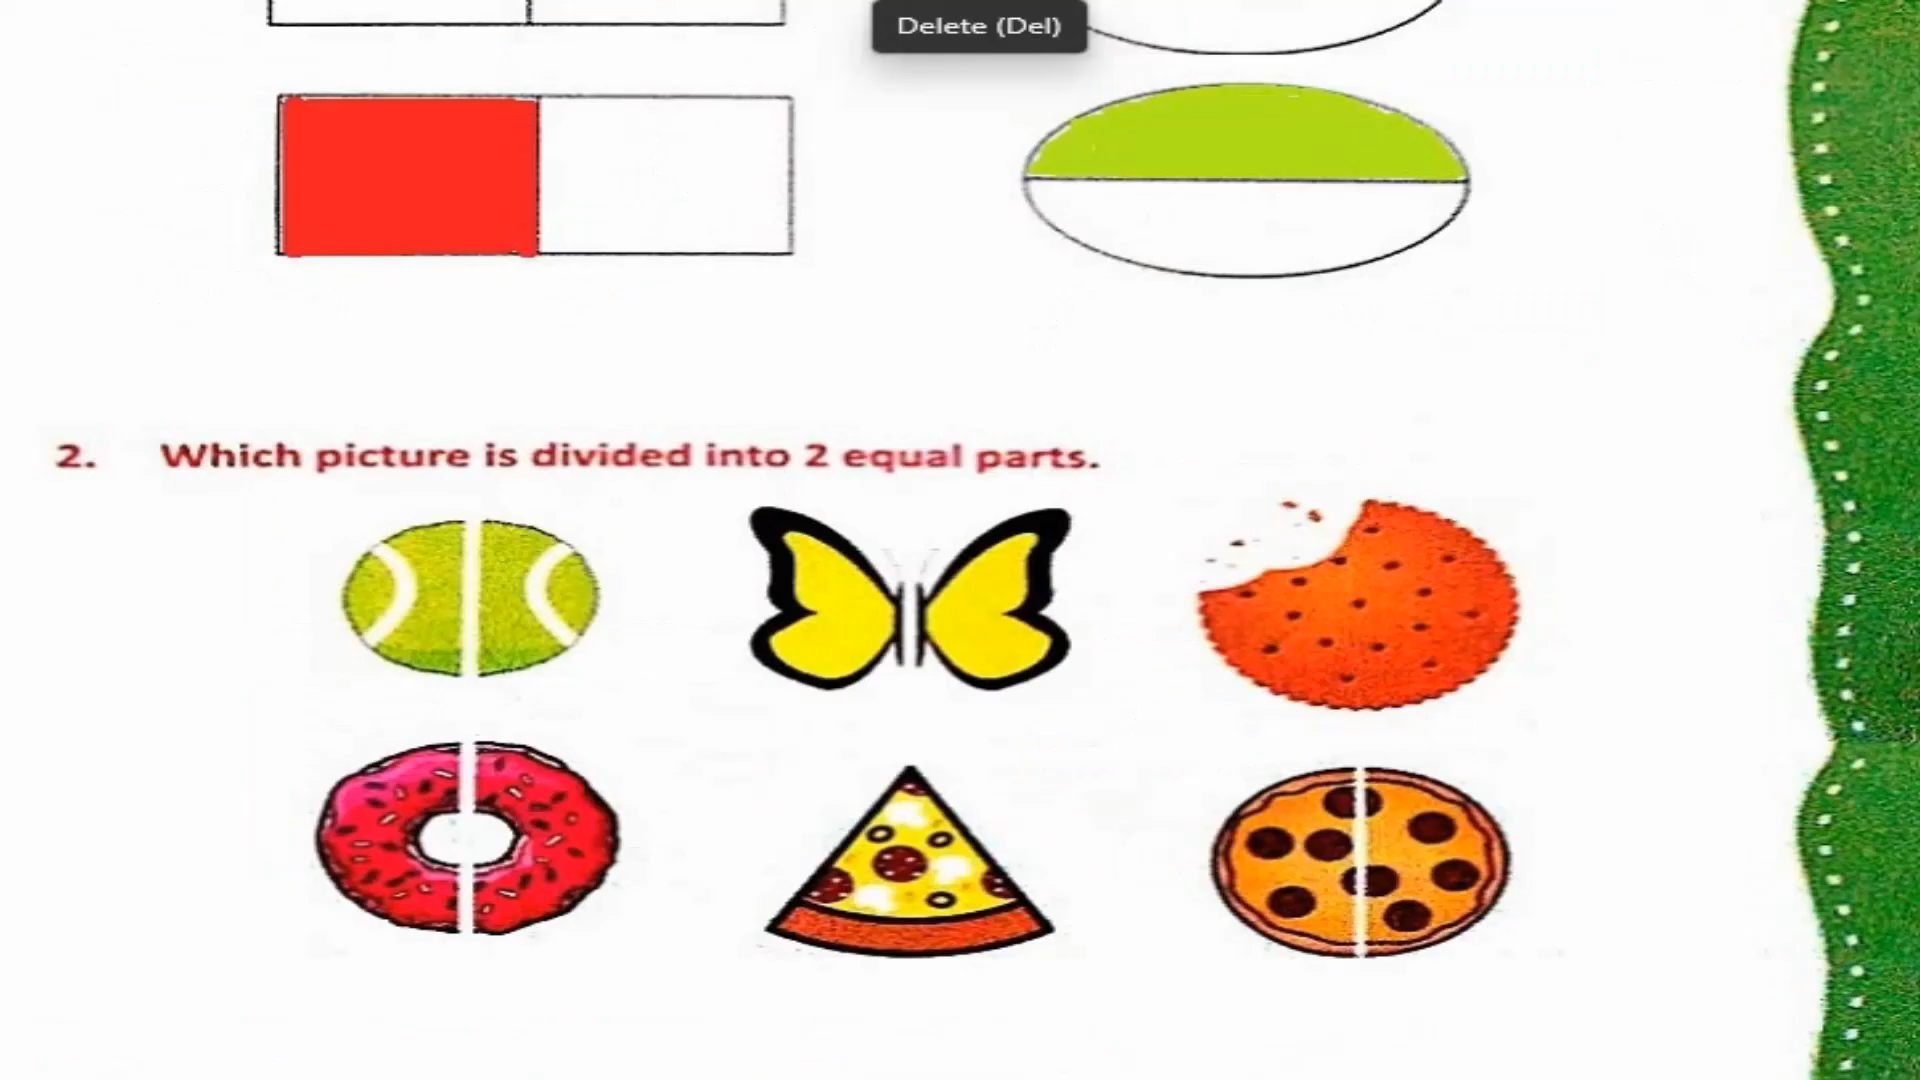 Delete (Del)
2. Which picture is divided into 2 equal parts.